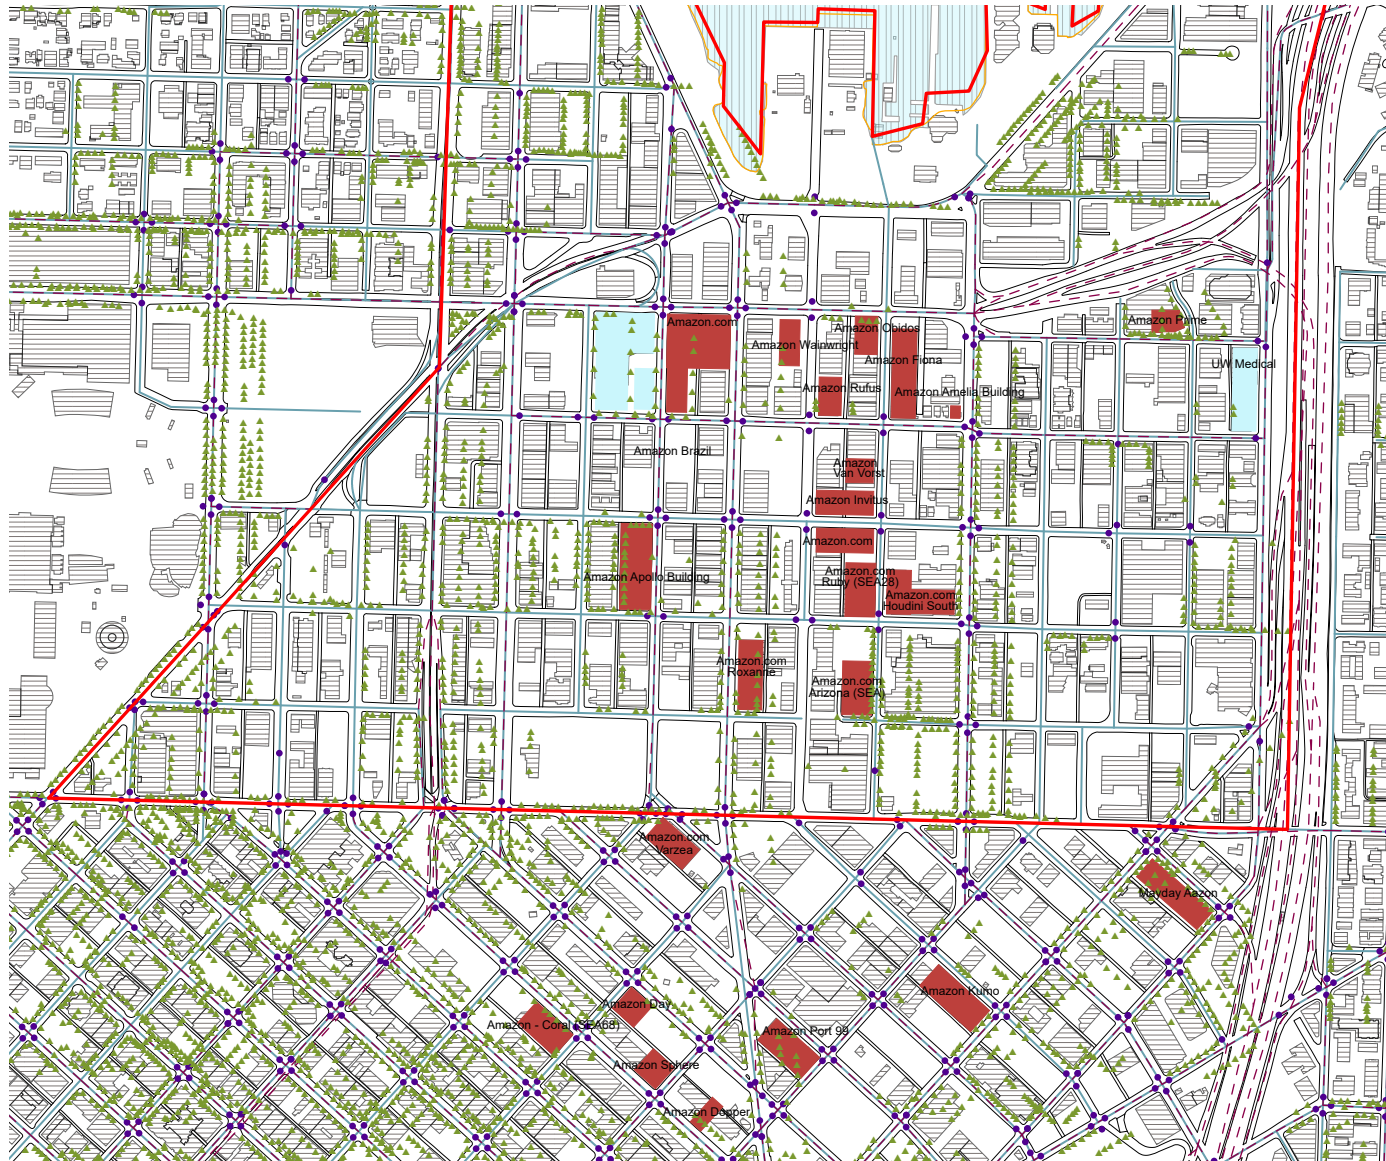 Amazon.com
Amazon Prime
Amazon Obidos
Amazon Wainwright
Amazon Fiona
UW Medical
Amazon Rufus
Amazon Amelia Building
Amazon Brazil
Amazon
Van Vorst
Amazon Invitus
Amazon.com
Amazon.com
Ruby (SEA28)
Amazon Apollo Building
Amazon.com
Houdini South
Amazon.com
Roxanne
Amazon.com
Arizona (SEA)
Amazon.com
Varzea
Mayday Aazon
Amazon Kumo
Amazon Day
Amazon - Coral (SEA68)
Amazon Port 99
Amazon Sphere
Amazon Dopper